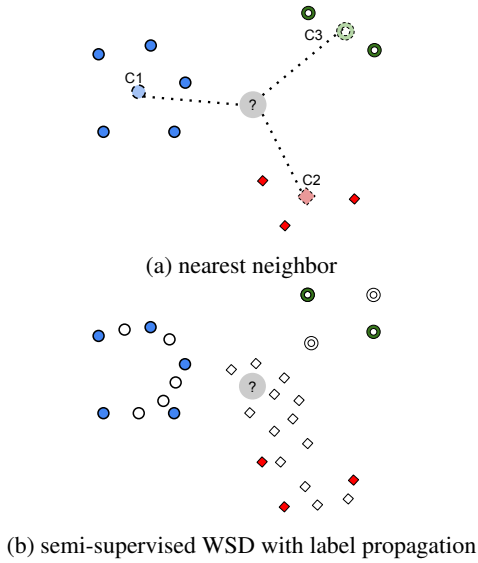 C3
C1
?
C2
(a) nearest neighbor
?
(b) semi-supervised WSD with label propagation